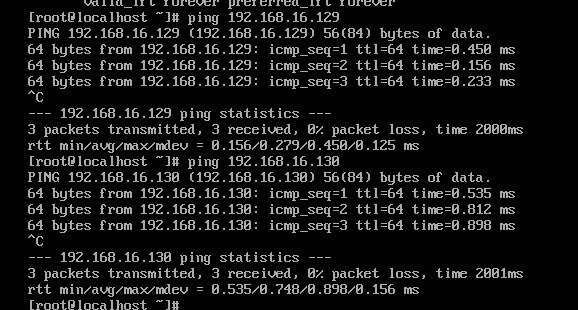 valid_lft forever preferred_lft forever
[root@localhost ~]# ping 192.168.16.129
PING 192.168.16.129 (192.168.16.129) 56(84) bytes of data.
64 bytes from 192.168.16.129: icmp_seq=1 ttl=64 time=0.450 ms
64 bytes from 192.168.16.129: icmp_seq=2 ttl=64 time=0.156 ms
64 bytes from 192.168.16.129: icmp_seq=3 ttl=64 time=0.233 ms
^C
--- 192.168.16.129 ping statistics ---
3 packets transmitted, 3 received, 0% packet loss, time 2000ms
rtt min/avg/max/mdev = 0.156/0.279/0.450/0.125 ms
[root@localhost ~]# ping 192.168.16.130
PING 192.168.16.130 (192.168.16.130) 56(84) bytes of data.
64 bytes from 192.168.16.130: icmp_seq=1 ttl=64 time=0.535 ms
64 bytes from 192.168.16.130: icmp_seq=2 ttl=64 time=0.812 ms
64 bytes from 192.168.16.130: icmp_seq=3 ttl=64 time=0.898 ms
^C
--- 192.168.16.130 ping statistics ---
3 packets transmitted, 3 received, 0% packet loss, time 2001ms
rtt min/avg/max/mdev = 0.535/0.748/0.898/0.156 ms
[root@localhost ~]#